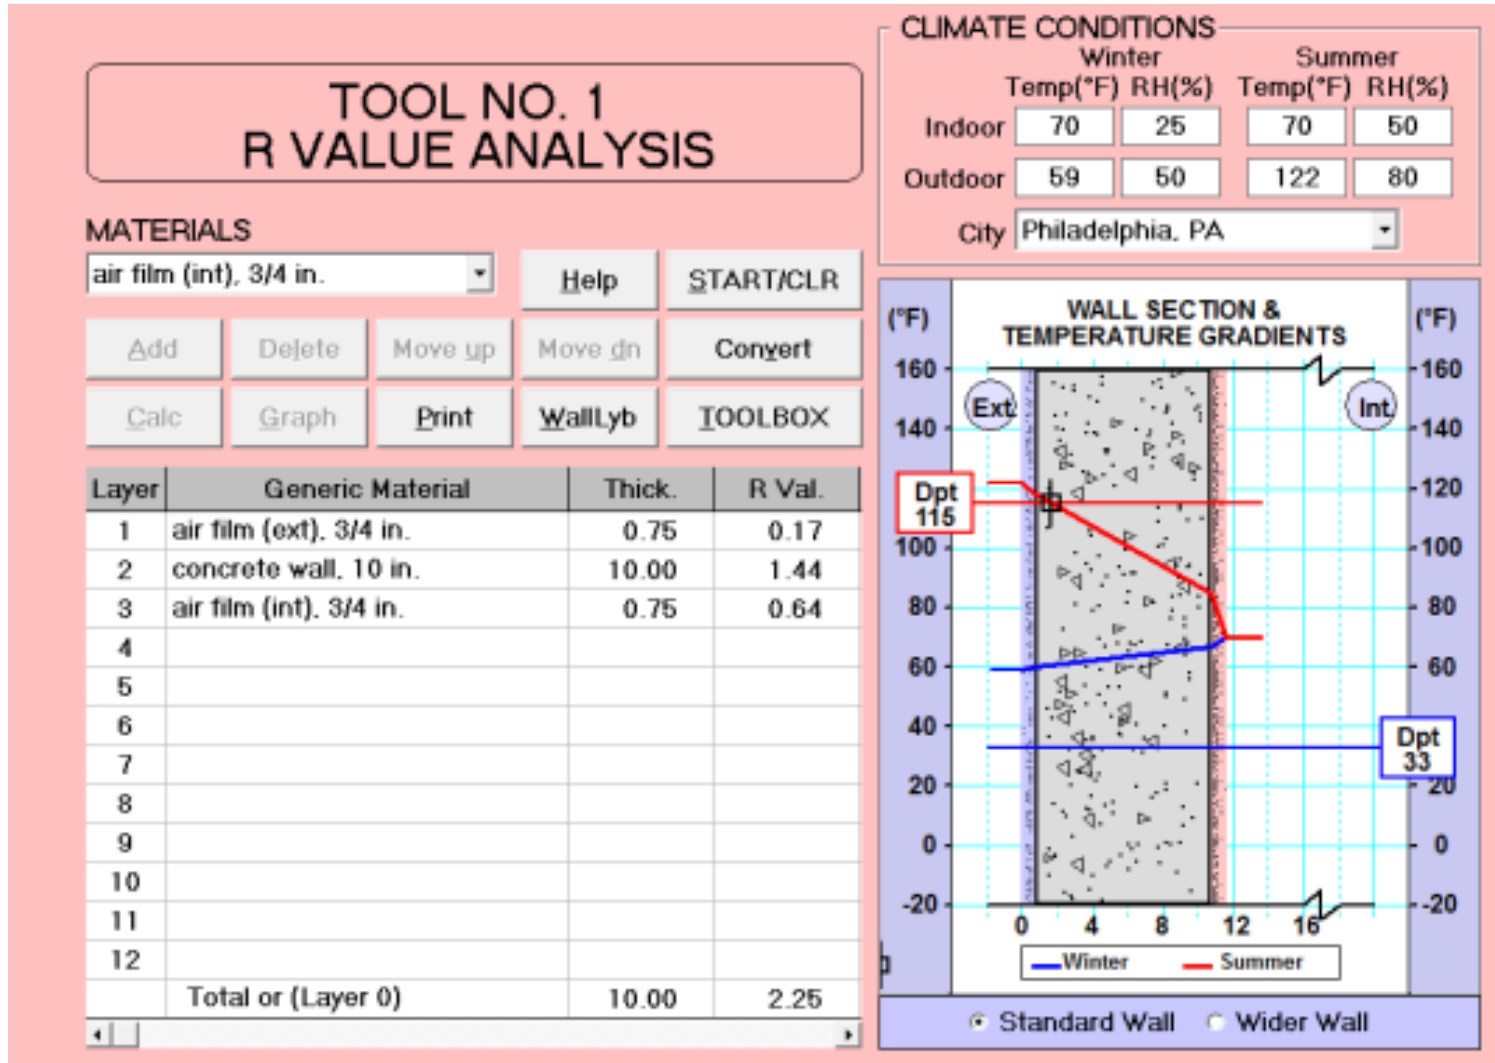 TOOL NO. 1
R VALUE ANALYSIS
MATERIALS
air film (int), 3/4 in.
Help START/CLR
Add Delete Move up Move dn Convert
Calc Graph Print WallLyb TOOLBOX
Layer Generic Material Thick. R Val.
1 air film (ext), 3/4 in. 0.75 0.17
2 concrete wall, 10 in. 10.00 1.44
3 air film (int), 3/4 in. 0.75 0.64
4
5
6
7
8
9
10
11
12
Total or (Layer 0) 10.00 2.25
CLIMATE CONDITIONS
Winter Summer
Temp(°F) RH(%) Temp(°F) RH(%)
Indoor 70 25 70 50
Outdoor 59 50 122 80
City Philadelphia, PA
WALL SECTION &
TEMPERATURE GRADIENTS
(°F) (°F)
160 160
Ext. Int.
140 140
120
Dpt
115
120
100 100
80 80
60 60
40 40
Dpt
33
20 20
0 0
-20 -20
0 4 8 12 16
Winter Summer
Standard Wall Wider Wall